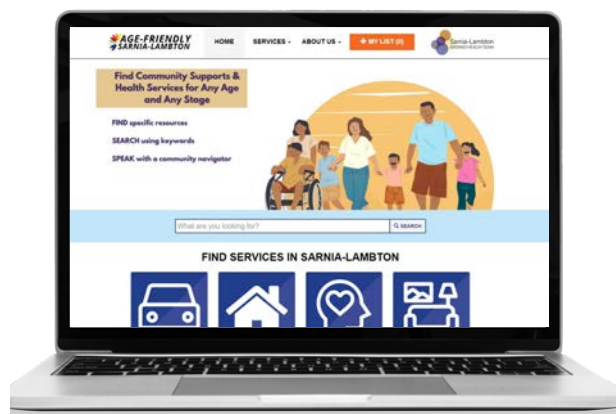 AGE-FRIENDLY
SARNIA-LAMBTON
HOME
SERVICES
ABOUT US
+ MY LIST (0)
Sarnia-Lambton
Find Community Supports &
Health Services for Any Age
and Any Stage
FIND specific resources
SEARCH using keywords
SPEAK with a community navigator
What are you looking for?
SEARCH
FIND SERVICES IN SARNIA-LAMBTON